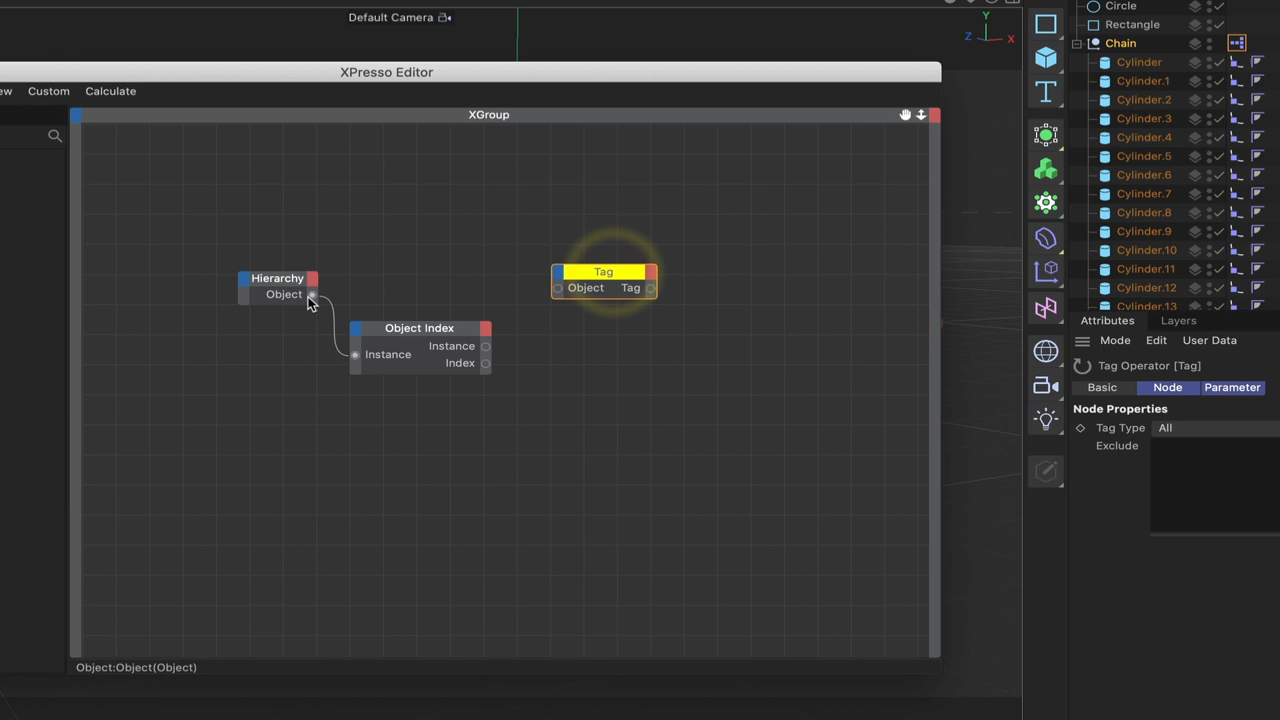 Default Camera
Y
Z
X
XPresso Editor
ew Custom Calculate
XGroup
Hierarchy
Object
Object Index
Instance
Instance
Index
Tag
Object Tag
Object:Object(Object)
T
Circle
Rectangle
Chain
Cylinder
Cylinder.1
Cylinder.2
Cylinder.3
Cylinder.4
Cylinder.5
Cylinder.6
Cylinder.7
Cylinder.8
Cylinder.9
Cylinder.10
Cylinder.11
Cylinder.12
Cylinder.13
Attributes Layers
Mode Edit User Data
Tag Operator [Tag]
Basic Node Parameter
Node Properties
Tag Type All
Exclude